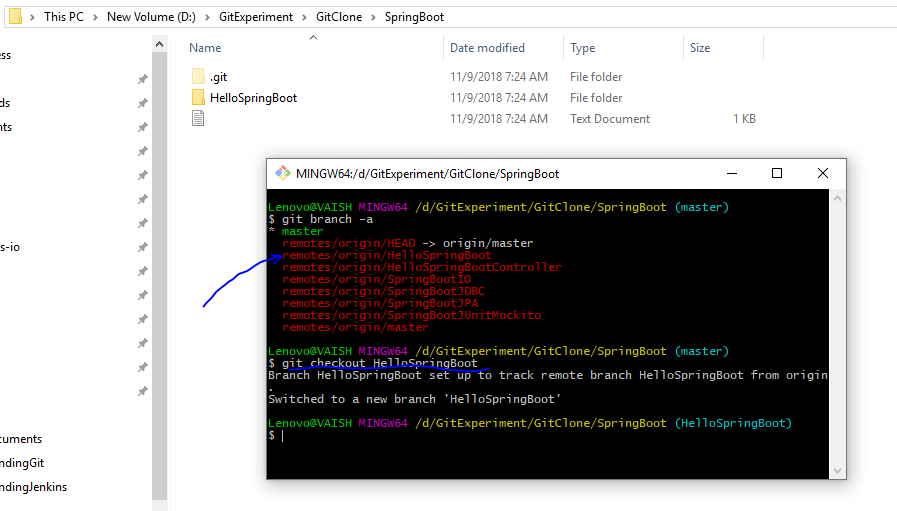 This PC > New Volume (D:) > GitExperiment > GitClone > SpringBoot
Name Date modified Type Size
.git 11/9/2018 7:24 AM File folder
HelloSpringBoot 11/9/2018 7:24 AM File folder
11/9/2018 7:24 AM Text Document 1 KB
ess
ds
nts
s-io
cuments
ndingGit
ndingJenkins
MINGW64:/d/GitExperiment/GitClone/SpringBoot
Lenovo@VAISH MINGW64 /d/GitExperiment/GitClone/SpringBoot (master)
$ git branch -a
* master
remotes/origin/HEAD -> origin/master
remotes/origin/HelloSpringBoot
remotes/origin/HelloSpringBootController
remotes/origin/SpringBootIO
remotes/origin/SpringBootJDBC
remotes/origin/SpringBootJPA
remotes/origin/SpringBootJUnitMockito
remotes/origin/master
Lenovo@VAISH MINGW64 /d/GitExperiment/GitClone/SpringBoot (master)
$ git checkout HelloSpringBoot
Branch HelloSpringBoot set up to track remote branch HelloSpringBoot from origin
.
Switched to a new branch 'HelloSpringBoot'
Lenovo@VAISH MINGW64 /d/GitExperiment/GitClone/SpringBoot (HelloSpringBoot)
$